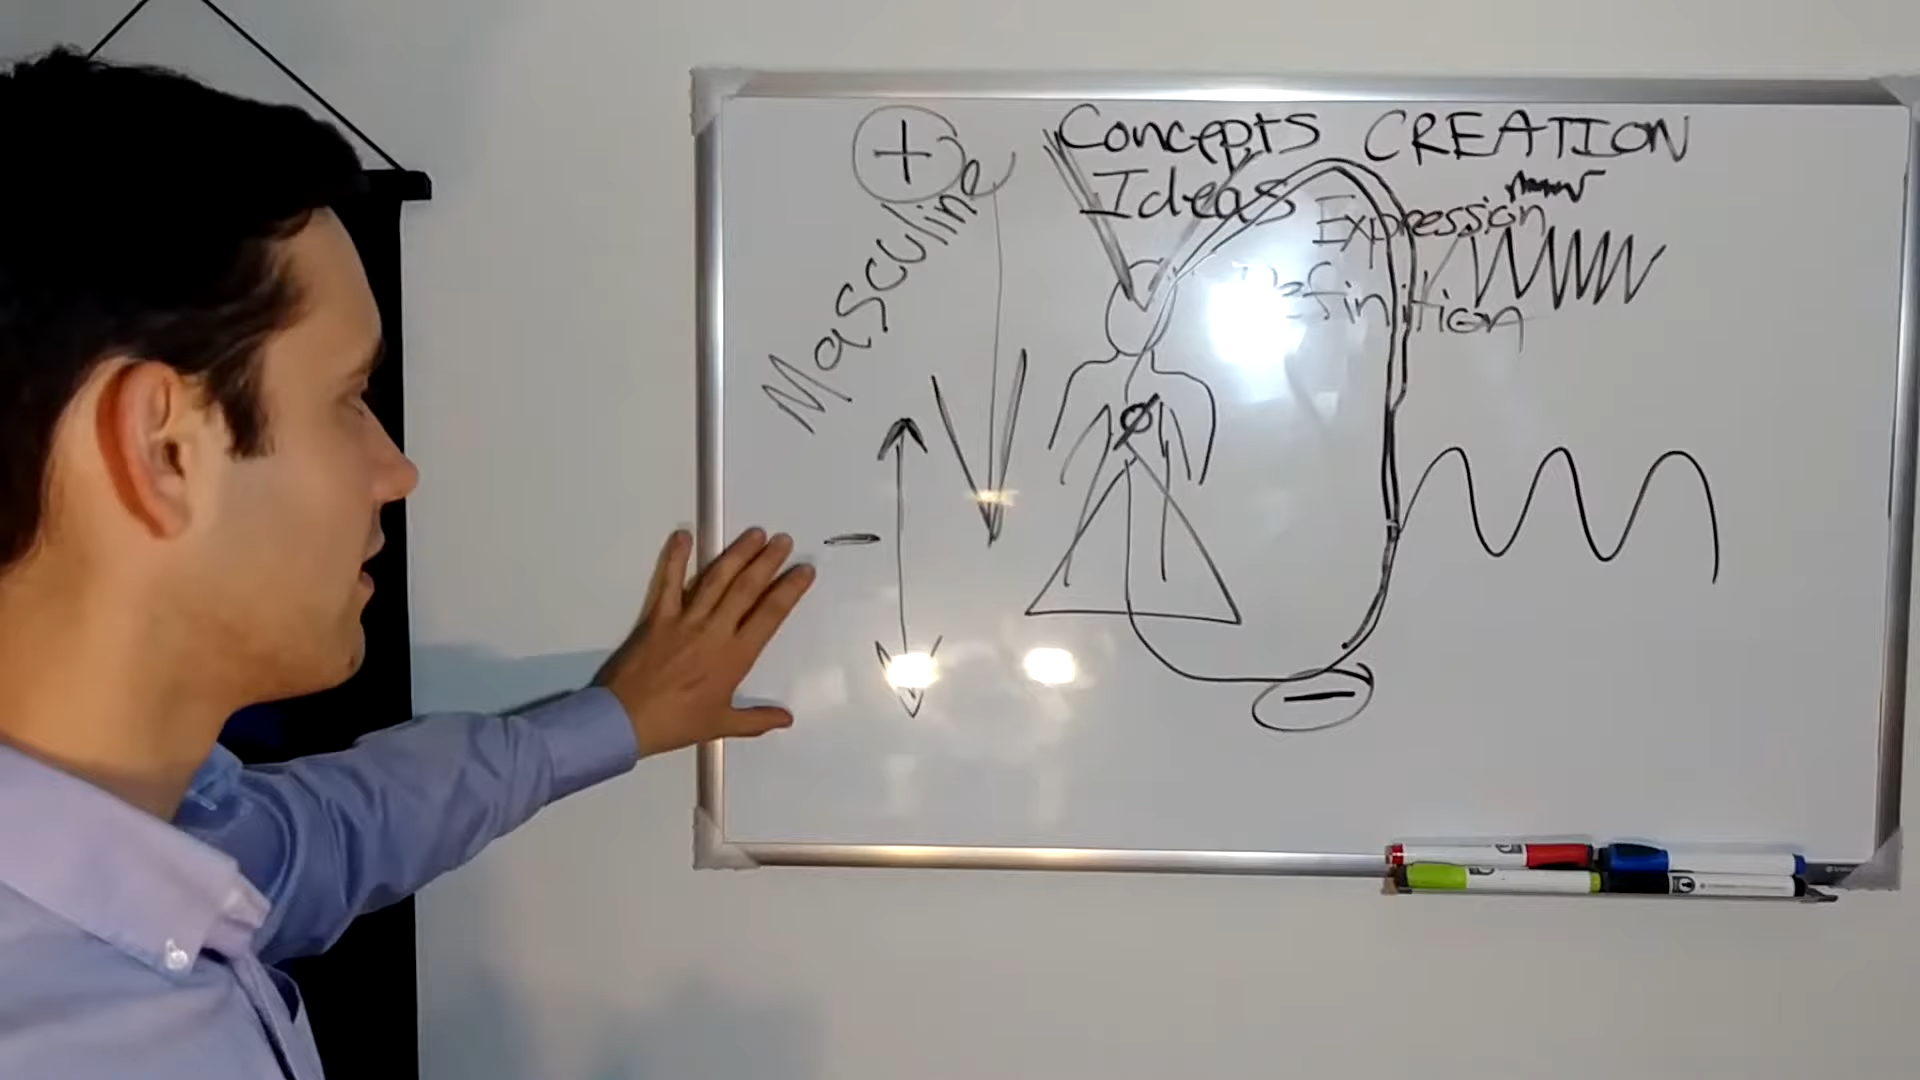 +
Masculine
-
Concepts
Ideas
CREATION
Expression
Definition
-